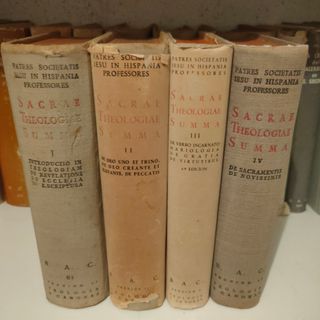 PATRES SOCIETATIS
IESU IN HISPANIA
PROFESSORES
SACRAE
THEOLOGIAE
SUMMA
I
INTRODUCTIO IN
THEOLOGIAM
DE REVELATIONE
DE ECCLESIA
DE S.SCRIPTURA
B. A. C.
61
PATRES SOCIETATIS
IESU IN HISPANIA
PROFESSORES
SACRAE
THEOLOGIAE
SUMMA
II
DE DEO UNO ET TRINO.
DE DEO CREANTE ET
ELEVANTE. DE PECCATIS
B. A. C.
PATRES SOCIETATIS
IESU IN HISPANIA
PROFESSORES
SACRAE
THEOLOGIAE
SUMMA
III
DE VERBO INCARNATO
MARIOLOGIA
DE GRATIA
DE VIRTUTIBUS
B. A. C.
PATRES SOCIETATIS
IESU IN HISPANIA
PROFESSORES
SACRAE
THEOLOGIAE
SUMMA
IV
DE SACRAMENTIS
DE NOVISSIMIS
B. A. C.